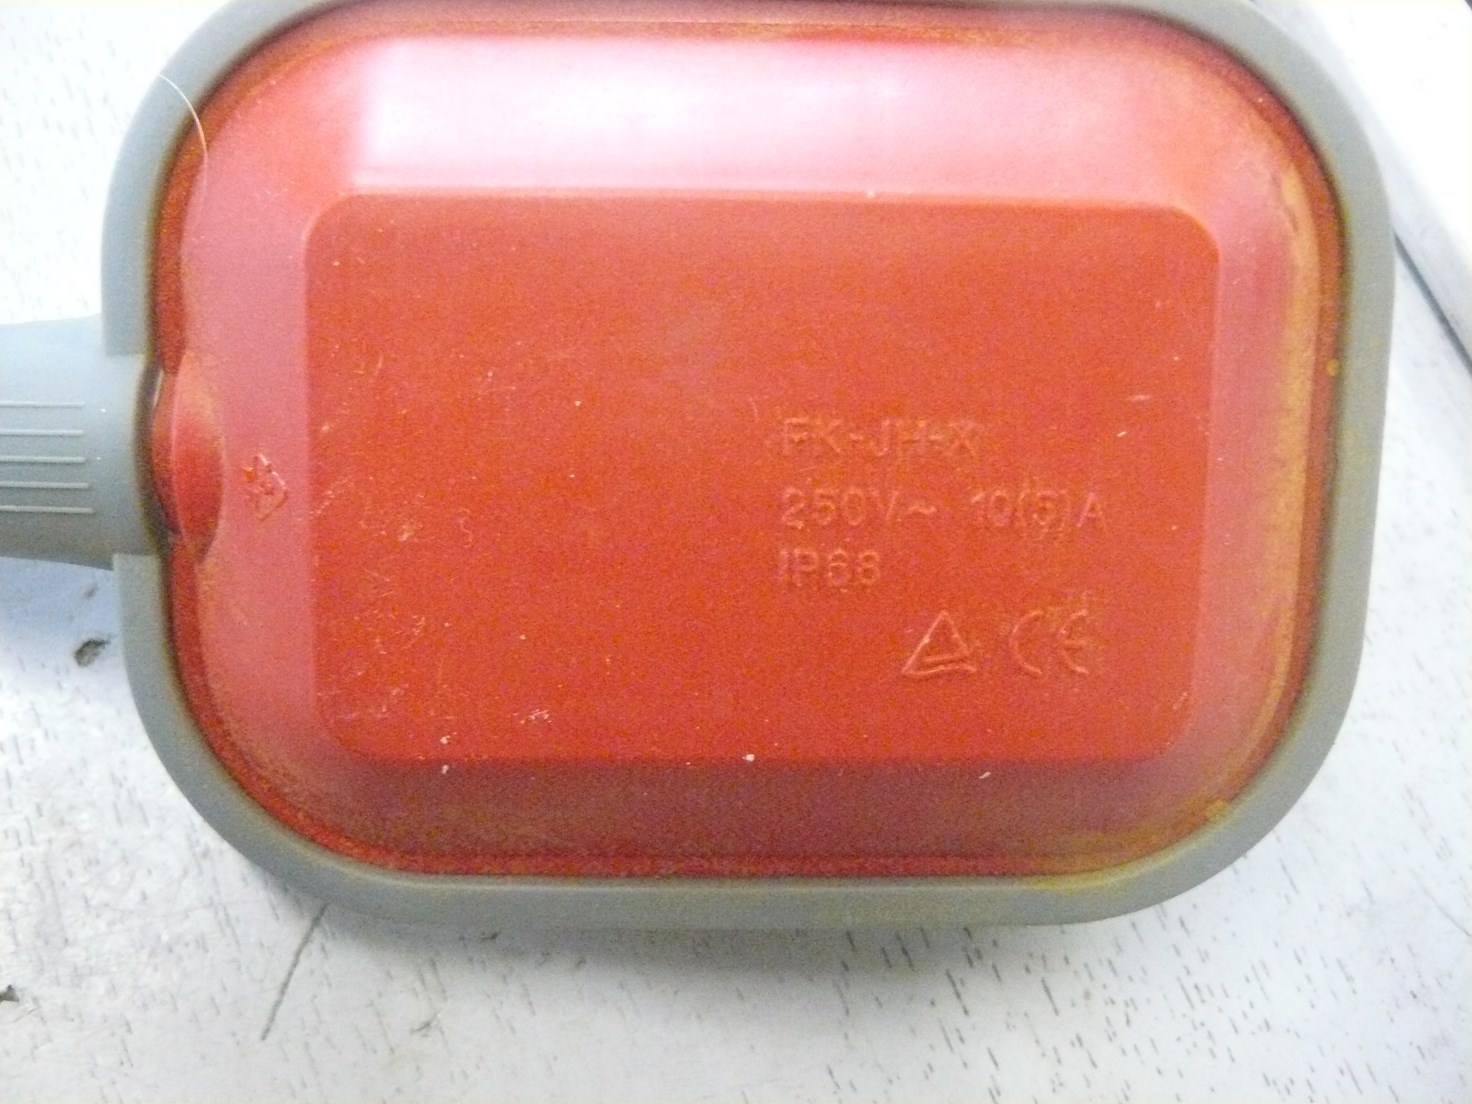 FK-JH-X
250V~ 10(5)A
IP68
CE